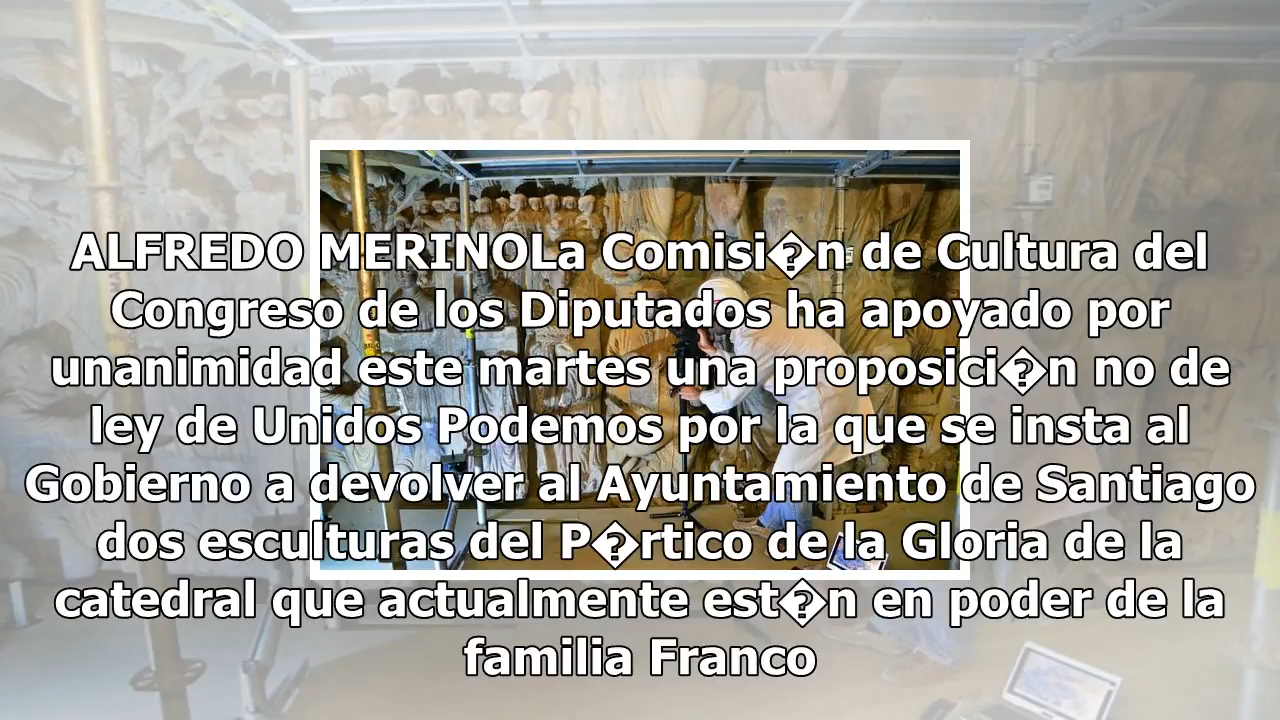 ALFREDO MERINOLa Comisi�n de Cultura del
Congreso de los Diputados ha apoyado por
unanimidad este martes una proposici�n no de
ley de Unidos Podemos por la que se insta al
Gobierno a devolver al Ayuntamiento de Santiago
dos esculturas del P�rtico de la Gloria de la
catedral que actualmente est�n en poder de la
familia Franco